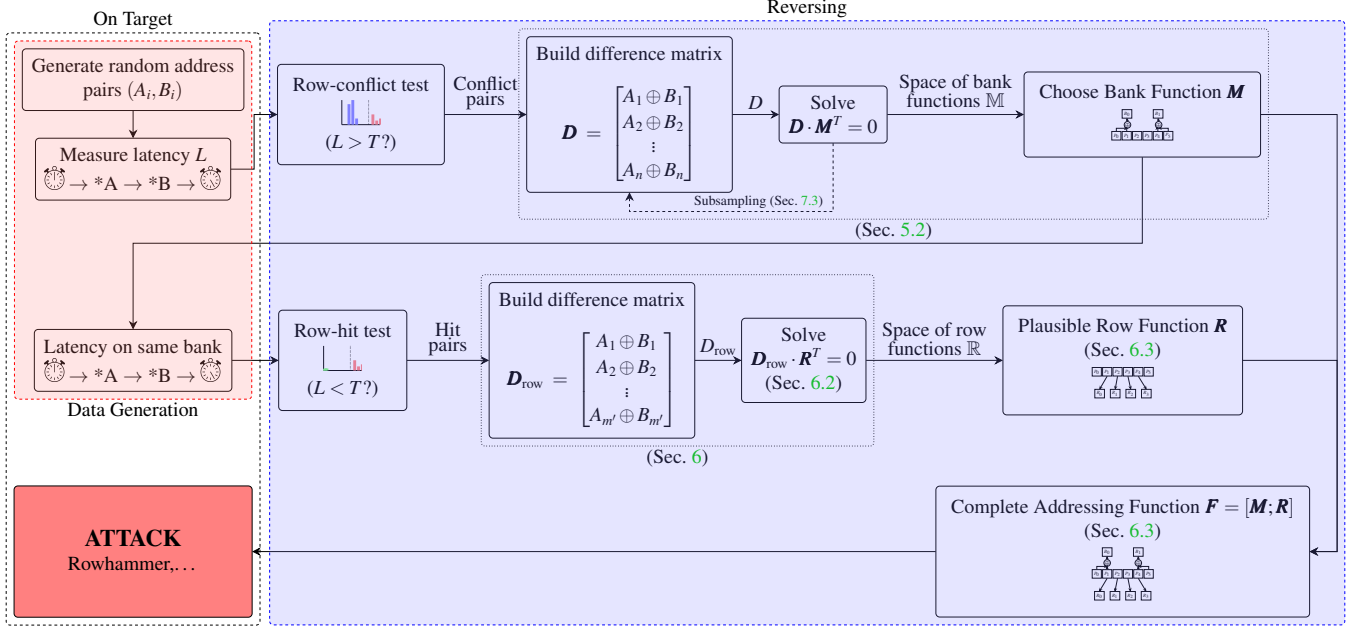 On Target
Reversing
Generate random address
pairs (A_i, B_i)
Measure latency L
→ *A → *B →
Row-conflict test
(L > T?)
Conflict
pairs
Build difference matrix
D = [A_1 ⊕ B_1
A_2 ⊕ B_2
⋮
A_n ⊕ B_n]
D
Solve
D · M^T = 0
Subsampling (Sec. 7.3)
Space of bank
functions 𝕄
Choose Bank Function M
(Sec. 5.2)
Latency on same bank
→ *A → *B →
Data Generation
Row-hit test
(L < T?)
Hit
pairs
Build difference matrix
D_row = [A_1 ⊕ B_1
A_2 ⊕ B_2
⋮
A_m′ ⊕ B_m′]
D_row
Solve
D_row · R^T = 0
(Sec. 6.2)
Space of row
functions ℝ
Plausible Row Function R
(Sec. 6.3)
(Sec. 6)
ATTACK
Rowhammer,…
Complete Addressing Function F = [M; R]
(Sec. 6.3)